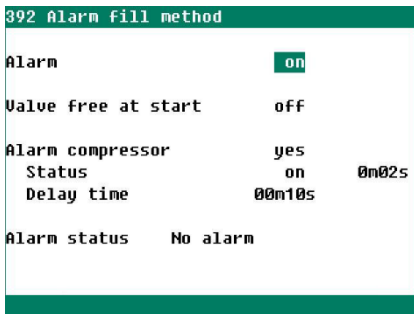 392 Alarm fill method
Alarm on
Valve free at start off
Alarm compressor yes
Status on 0m02s
Delay time 00m10s
Alarm status No alarm